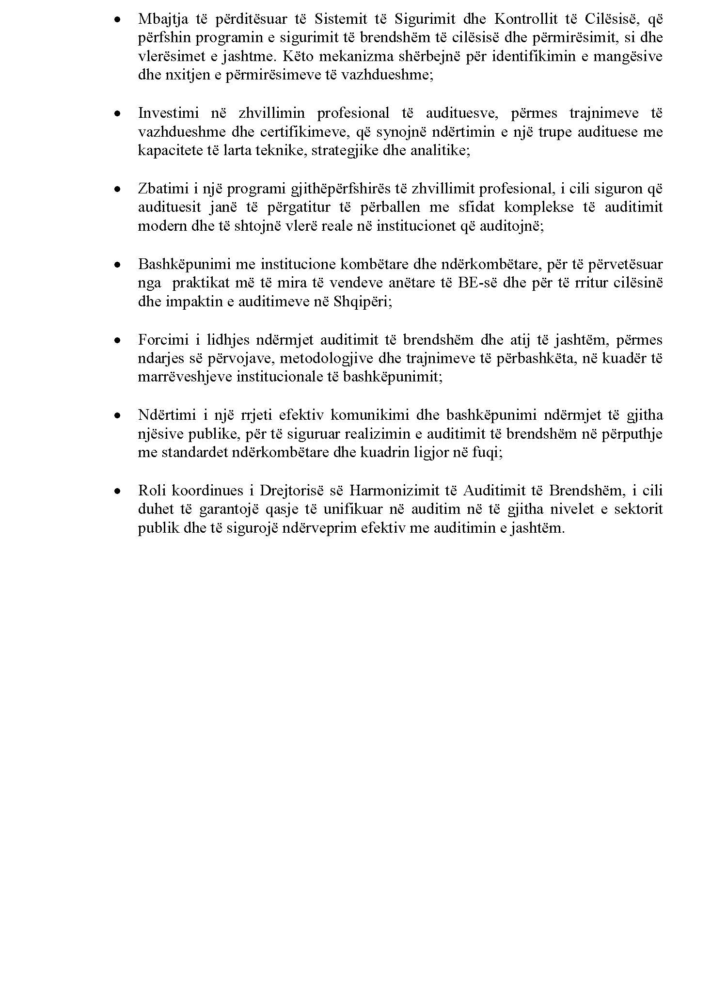 • Mbajtja të përditësuar të Sistemit të Sigurimit dhe Kontrollit të Cilësisë, që
përfshin programin e sigurimit të brendshëm të cilësisë dhe përmirësimit, si dhe
vlerësimet e jashtme. Këto mekanizma shërbejnë për identifikimin e mangësive
dhe nxitjen e përmirësimeve të vazhdueshme;
• Investimi në zhvillimin profesional të audituesve, përmes trajnimeve të
vazhdueshme dhe certifikimeve, që synojnë ndërtimin e një trupe audituese me
kapacitete të larta teknike, strategjike dhe analitike;
• Zbatimi i një programi gjithëpërfshirës të zhvillimit profesional, i cili siguron që
audituesit janë të përgatitur të përballen me sfidat komplekse të auditimit
modern dhe të shtojnë vlerë reale në institucionet që auditojnë;
• Bashkëpunimi me institucione kombëtare dhe ndërkombëtare, për të përvetësuar
nga  praktikat më të mira të vendeve anëtare të BE-së dhe për të rritur cilësinë
dhe impaktin e auditimeve në Shqipëri;
• Forcimi i lidhjes ndërmjet auditimit të brendshëm dhe atij të jashtëm, përmes
ndarjes së përvojave, metodologjive dhe trajnimeve të përbashkëta, në kuadër të
marrëveshjeve institucionale të bashkëpunimit;
• Ndërtimi i një rrjeti efektiv komunikimi dhe bashkëpunimi ndërmjet të gjitha
njësive publike, për të siguruar realizimin e auditimit të brendshëm në përputhje
me standardet ndërkombëtare dhe kuadrin ligjor në fuqi;
• Roli koordinues i Drejtorisë së Harmonizimit të Auditimit të Brendshëm, i cili
duhet të garantojë qasje të unifikuar në auditim në të gjitha nivelet e sektorit
publik dhe të sigurojë ndërveprim efektiv me auditimin e jashtëm.